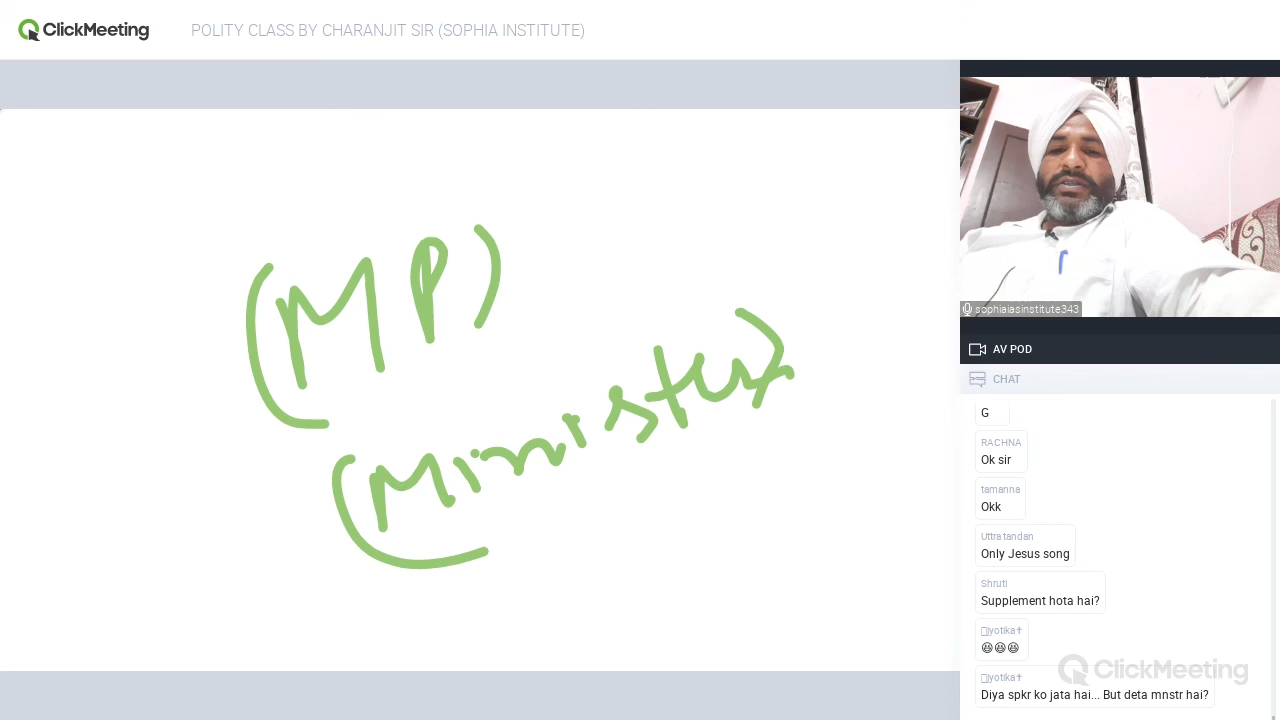 ClickMeeting
POLITY CLASS BY CHARANJIT SIR (SOPHIA INSTITUTE)
(MP)
(Minister)
sophiaiasinstitute343
AV POD
CHAT
G
RACHNA
Ok sir
tamanna
Okk
Uttra tandan
Only Jesus song
Shruti
Supplement hota hai?
Jyotika✝
😆😆😆
Jyotika✝
Diya spkr ko jata hai... But deta mnstr hai?
ClickMeeting